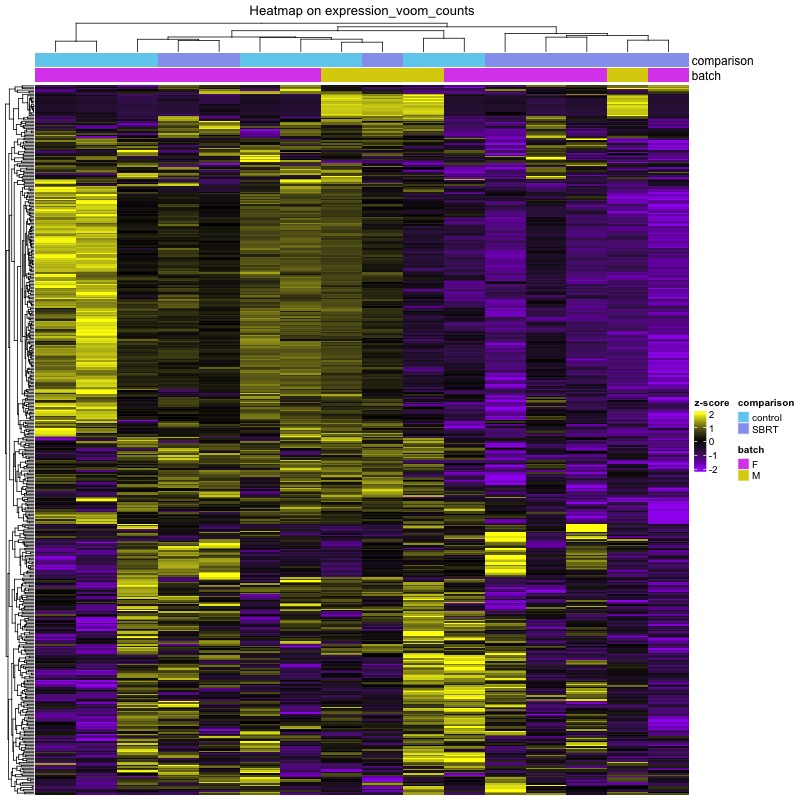 Heatmap on expression_voom_counts
comparison
batch
z-score
2
1
0
-1
-2
comparison
control
SBRT
batch
F
M